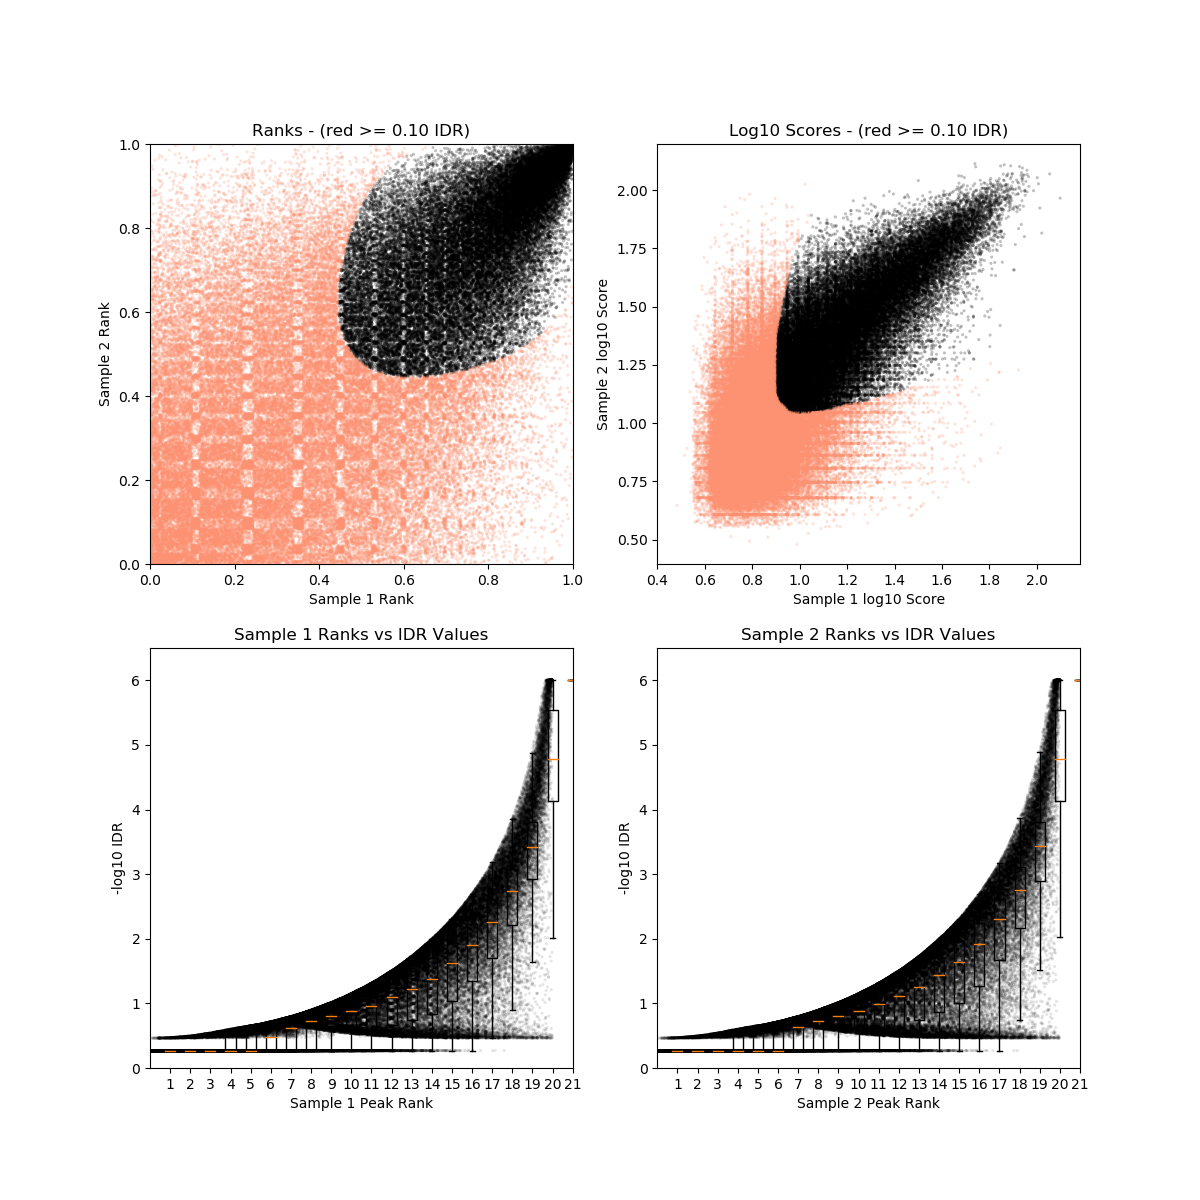 Ranks - (red >= 0.10 IDR)
1.0
0.8
0.6
0.4
0.2
0.0
Sample 2 Rank
0.0 0.2 0.4 0.6 0.8 1.0
Sample 1 Rank
Log10 Scores - (red >= 0.10 IDR)
2.00
1.75
1.50
1.25
1.00
0.75
0.50
Sample 2 log10 Score
0.4 0.6 0.8 1.0 1.2 1.4 1.6 1.8 2.0
Sample 1 log10 Score
Sample 1 Ranks vs IDR Values
6
5
4
3
2
1
0
-log10 IDR
1 2 3 4 5 6 7 8 9 10 11 12 13 14 15 16 17 18 19 20 21
Sample 1 Peak Rank
Sample 2 Ranks vs IDR Values
6
5
4
3
2
1
0
-log10 IDR
1 2 3 4 5 6 7 8 9 10 11 12 13 14 15 16 17 18 19 20 21
Sample 2 Peak Rank